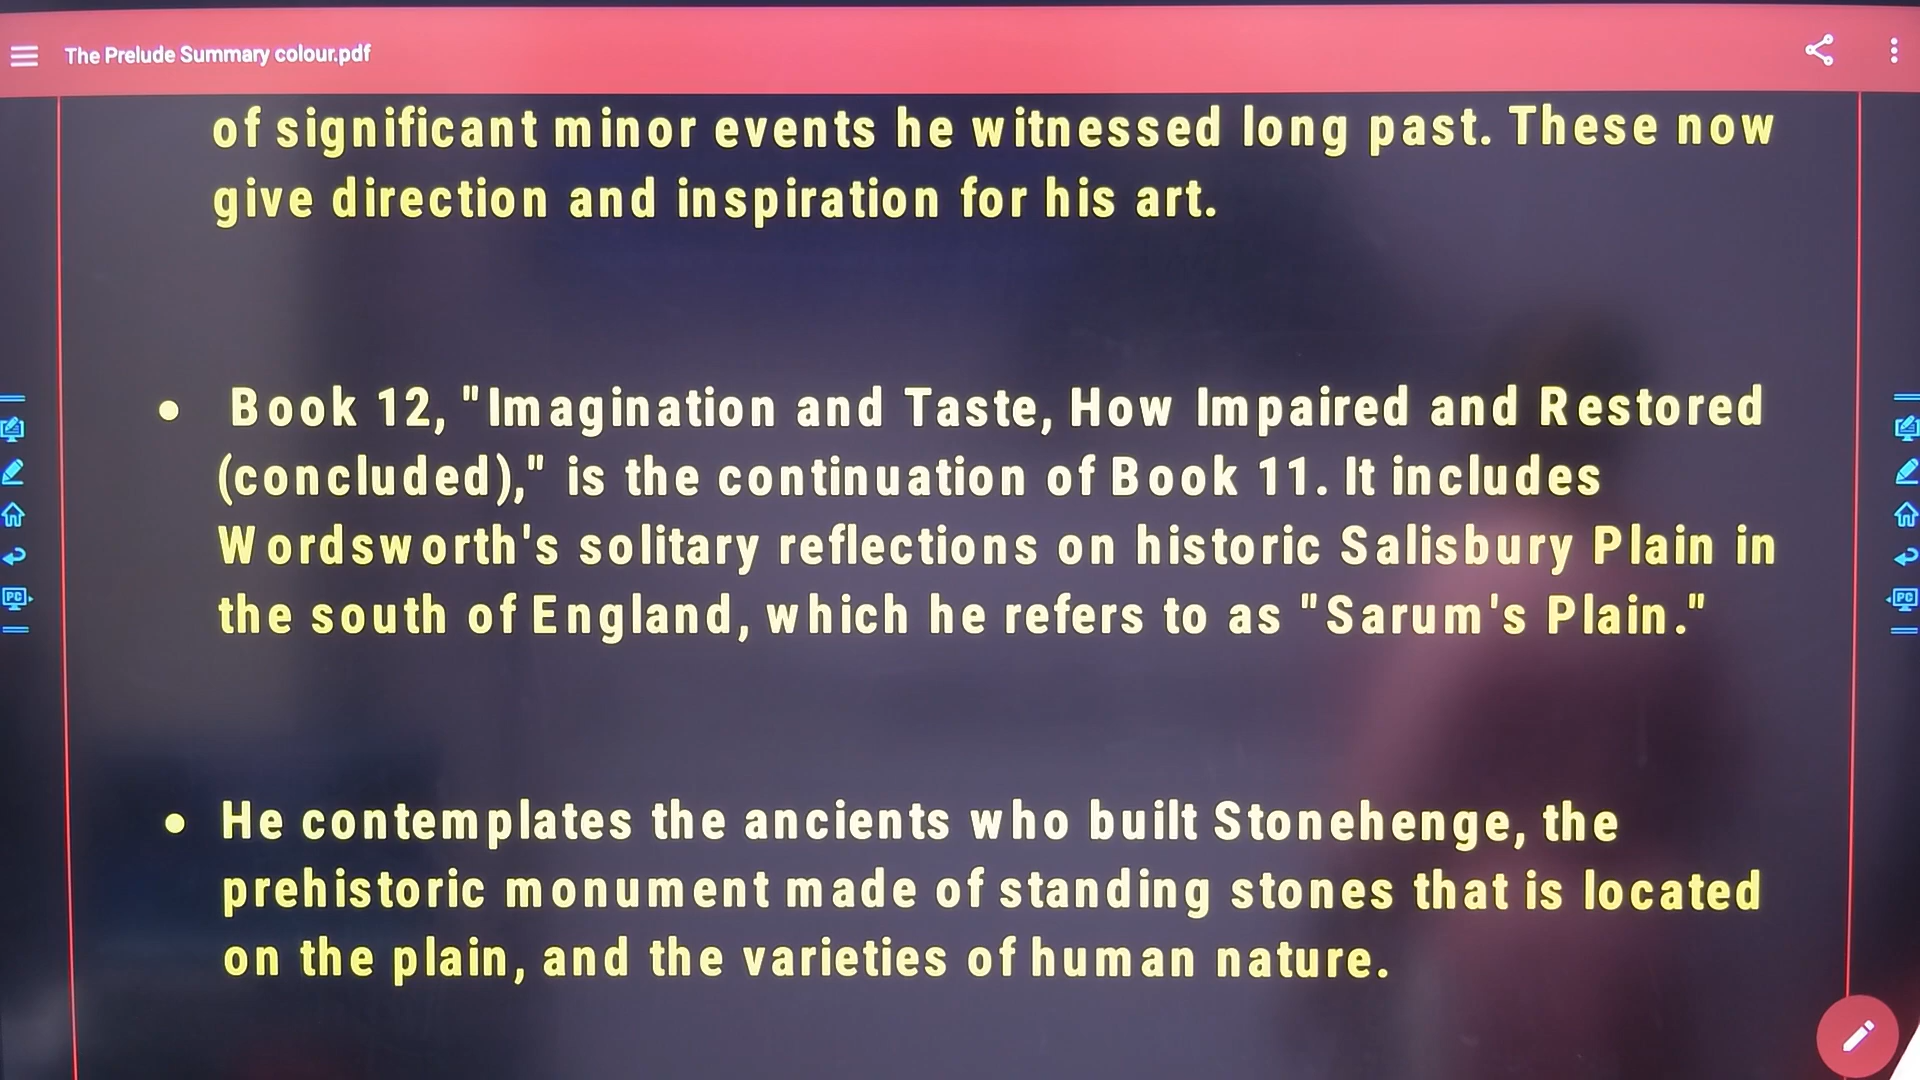 The Prelude Summary colour.pdf
of significant minor events he witnessed long past. These now
give direction and inspiration for his art.
• Book 12, "Imagination and Taste, How Impaired and Restored
(concluded)," is the continuation of Book 11. It includes
Wordsworth's solitary reflections on historic Salisbury Plain in
the south of England, which he refers to as "Sarum's Plain."
• He contemplates the ancients who built Stonehenge, the
prehistoric monument made of standing stones that is located
on the plain, and the varieties of human nature.
PC
PC